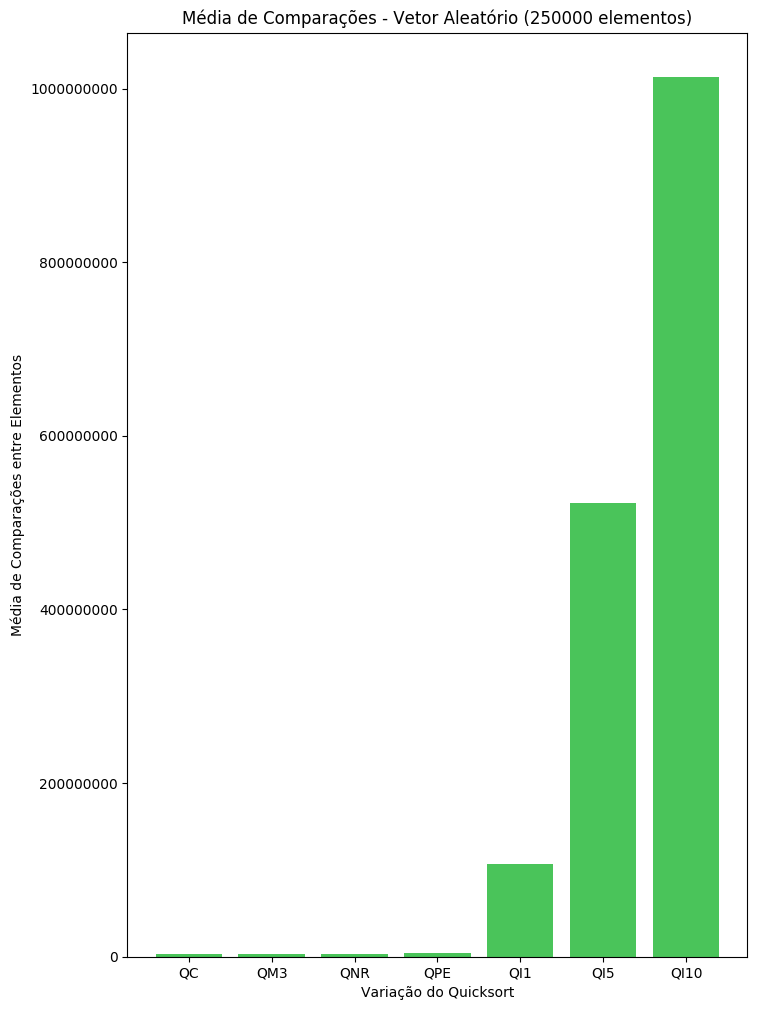 Média de Comparações - Vetor Aleatório (250000 elementos)
Média de Comparações entre Elementos
1000000000
800000000
600000000
400000000
200000000
0
QC QM3 QNR QPE QI1 QI5 QI10
Variação do Quicksort